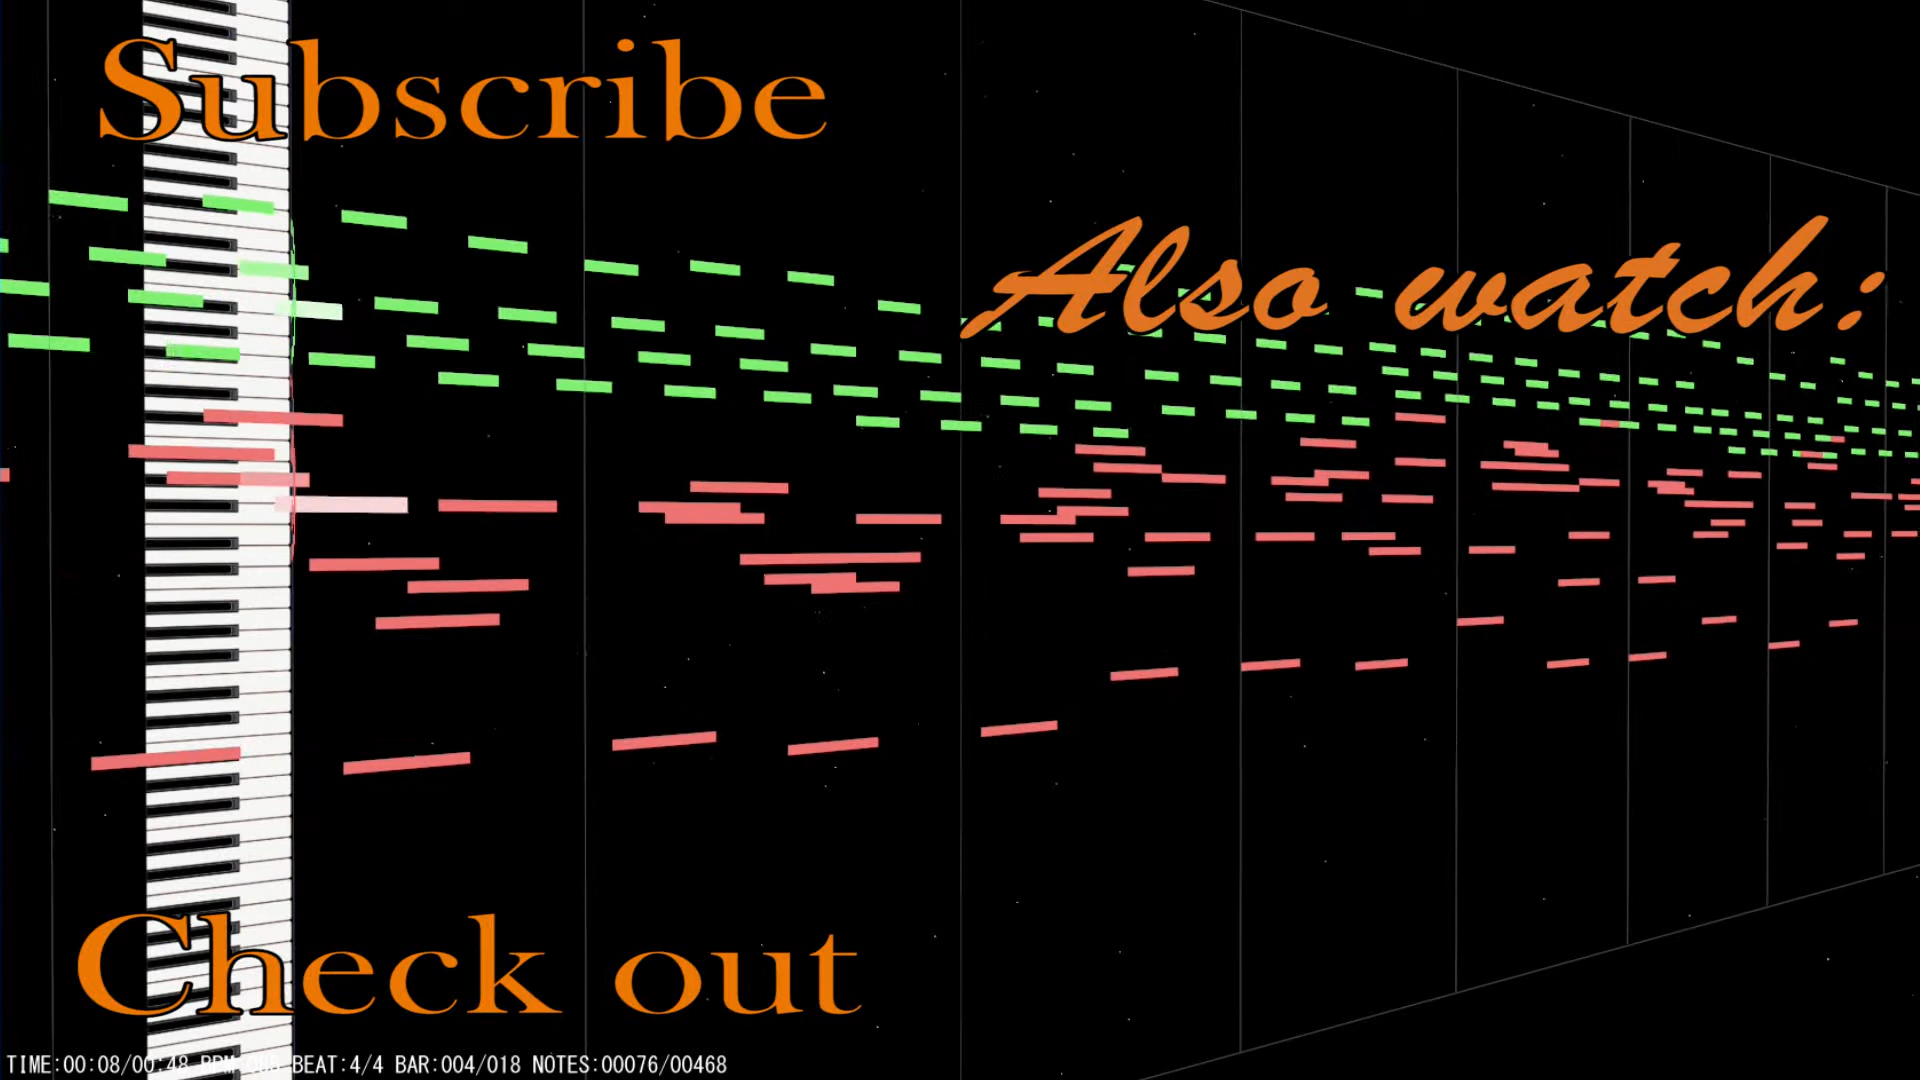 Subscribe
Also watch:
Check out
TIME:00:08/00:48 BEAT:4/4 BAR:004/018 NOTES:00076/00468